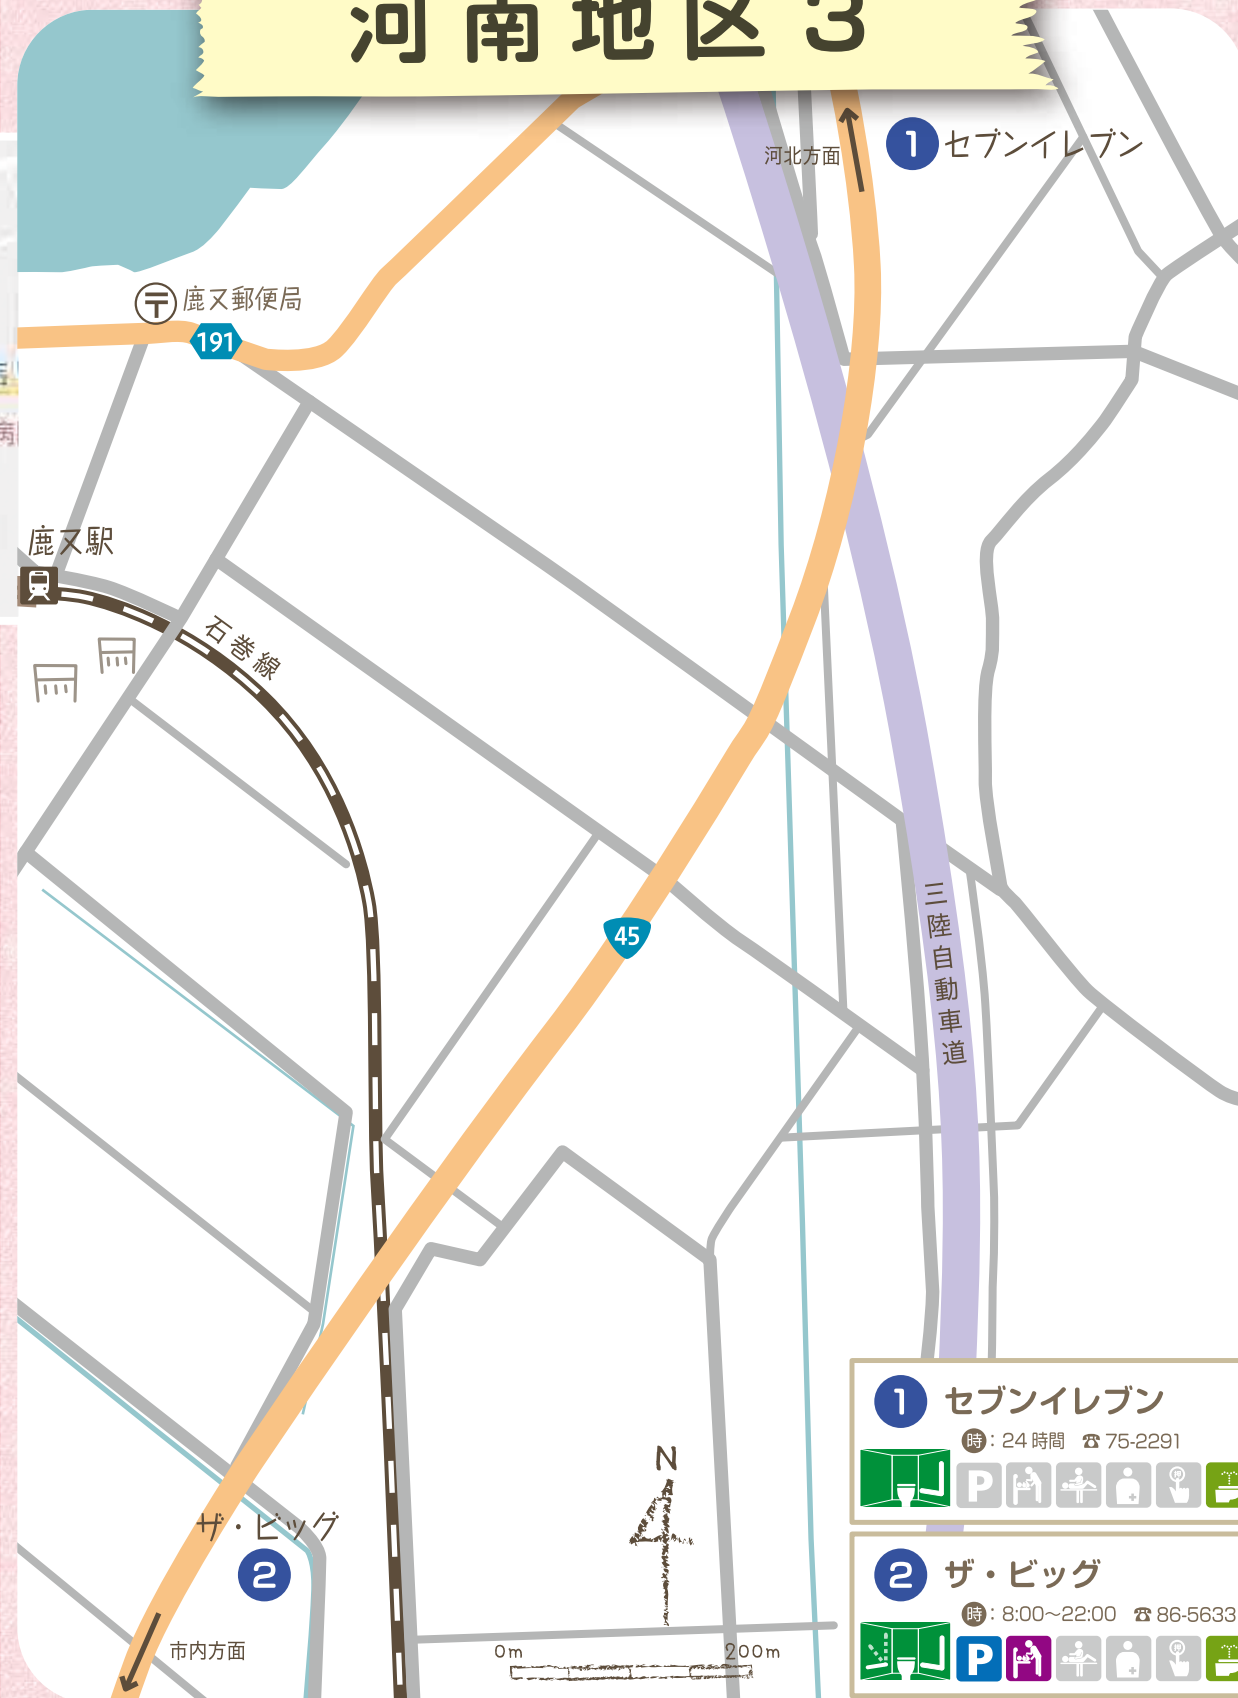 河南地区3
河北方面
1 セブンイレブン
鹿又郵便局
191
病
鹿又駅
石巻線
45
三陸自動車道
N
ザ・ビッグ
2
市内方面
0m 200m
1 セブンイレブン
時：24時間 ☎75-2291
P
2 ザ・ビッグ
時：8:00～22:00 ☎86-5633
P